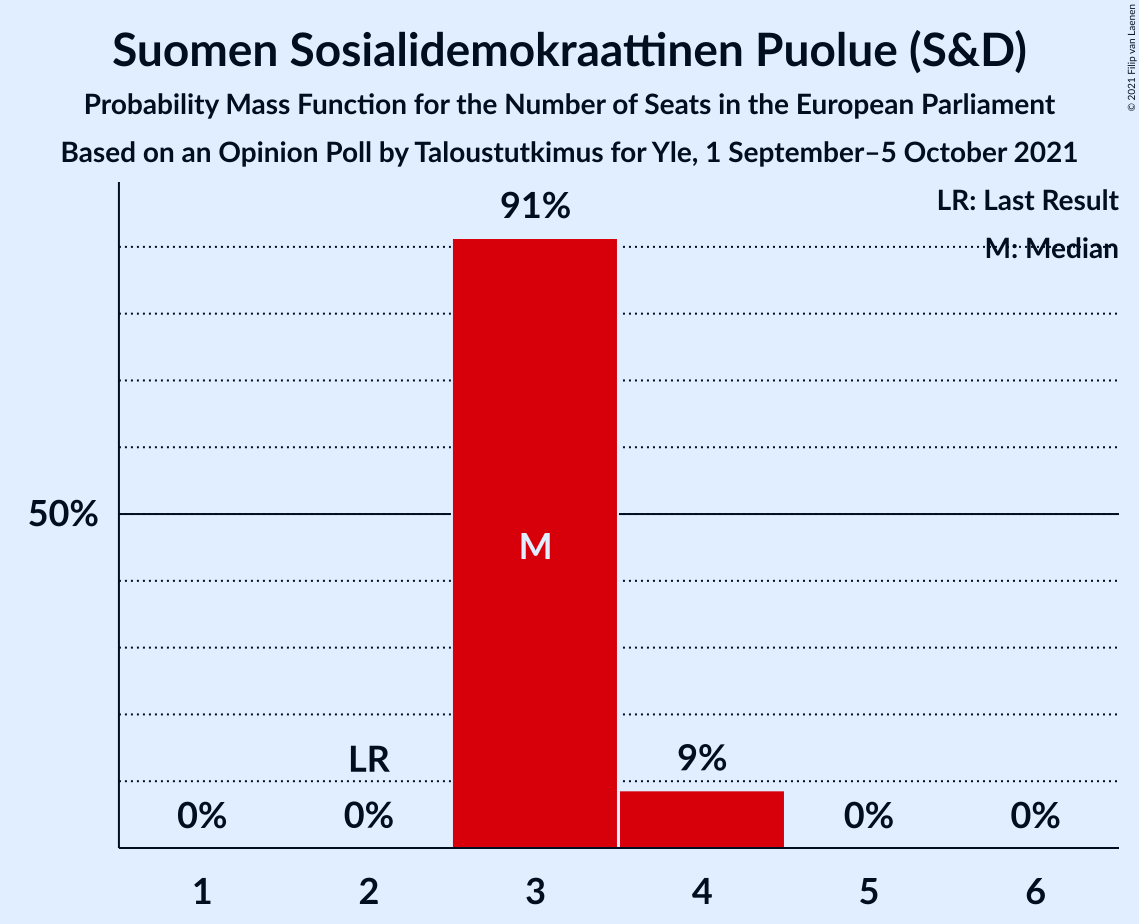 Suomen Sosialidemokraattinen Puolue (S&D)
Probability Mass Function for the Number of Seats in the European Parliament
Based on an Opinion Poll by Taloustutkimus for Yle, 1 September–5 October 2021
© 2021 Filip van Laenen
LR: Last Result
M: Median
91%
50%
M
LR
9%
0% 0% 0% 0%
1 2 3 4 5 6